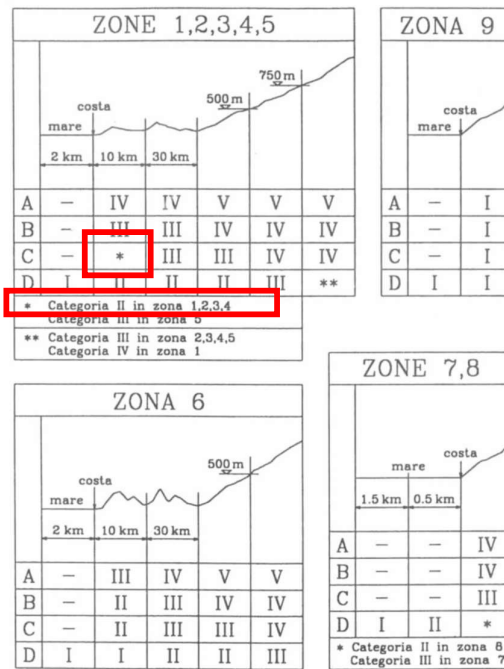 ZONE 1,2,3,4,5
750 m
500 m
costa
mare
2 km 10 km 30 km
A – IV IV V V V
B – III III IV IV IV
C – * III III IV IV
D I II II II III **
* Categoria II in zona 1,2,3,4
Categoria III in zona 5
** Categoria III in zona 2,3,4,5
Categoria IV in zona 1
ZONA 9
costa
mare
A – I
B – I
C – I
D I I
ZONA 6
500 m
costa
mare
2 km 10 km 30 km
A – III IV V V
B – II III IV IV
C – II III III IV
D I I II II III
ZONE 7,8
costa
mare
1.5 km 0.5 km
A – – IV
B – – IV
C – – III
D I II *
* Categoria II in zona 8
Categoria III in zona 7